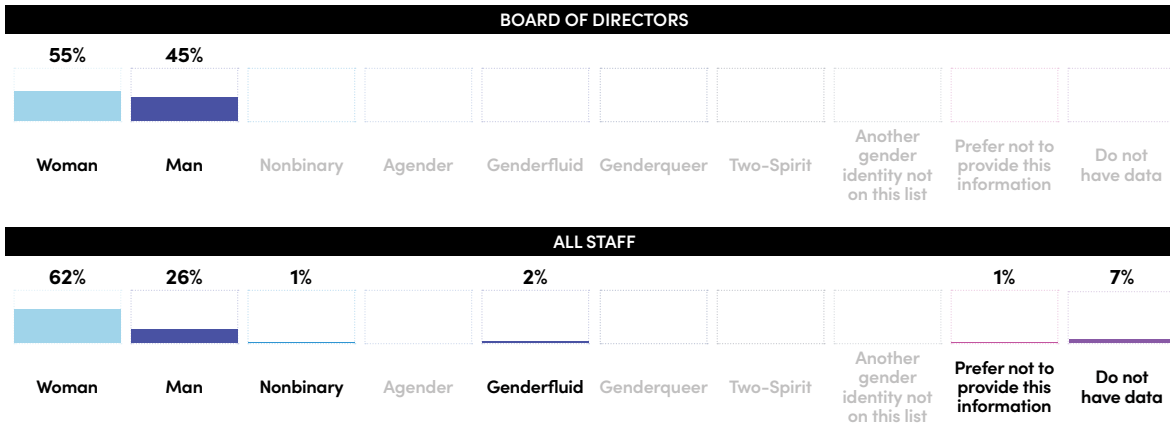 BOARD OF DIRECTORS
55% 45%
Woman Man Nonbinary Agender Genderfluid Genderqueer Two-Spirit
Another
gender
identity not
on this list
Prefer not to
provide this
information
Do not
have data
ALL STAFF
62% 26% 1% 2% 1% 7%
Woman Man Nonbinary Agender Genderfluid Genderqueer Two-Spirit
Another
gender
identity not
on this list
Prefer not to
provide this
information
Do not
have data